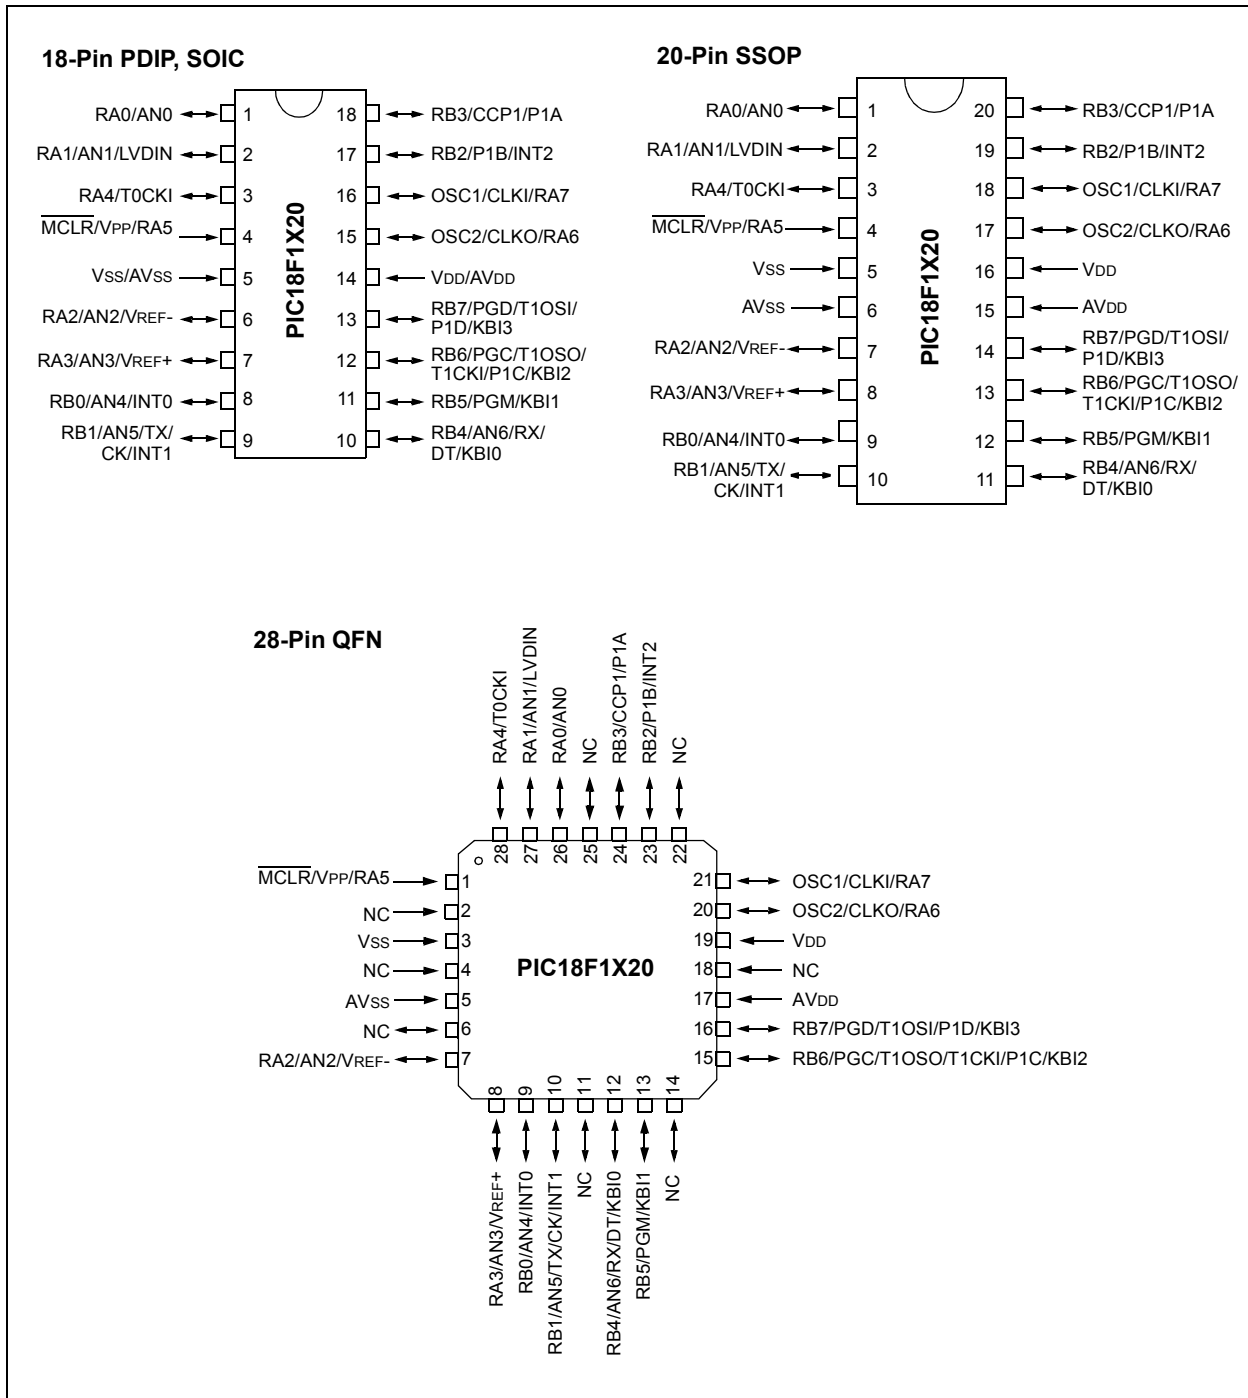 18-Pin PDIP, SOIC
RA0/AN0 1
RA1/AN1/LVDIN 2
RA4/T0CKI 3
MCLR/VPP/RA5 4
VSS/AVSS 5
RA2/AN2/VREF- 6
RA3/AN3/VREF+ 7
RB0/AN4/INT0 8
RB1/AN5/TX/
CK/INT1 9
PIC18F1X20
18 RB3/CCP1/P1A
17 RB2/P1B/INT2
16 OSC1/CLKI/RA7
15 OSC2/CLKO/RA6
14 VDD/AVDD
13 RB7/PGD/T1OSI/
P1D/KBI3
12 RB6/PGC/T1OSO/
T1CKI/P1C/KBI2
11 RB5/PGM/KBI1
10 RB4/AN6/RX/
DT/KBI0
20-Pin SSOP
RA0/AN0 1
RA1/AN1/LVDIN 2
RA4/T0CKI 3
MCLR/VPP/RA5 4
VSS 5
AVSS 6
RA2/AN2/VREF- 7
RA3/AN3/VREF+ 8
RB0/AN4/INT0 9
RB1/AN5/TX/
CK/INT1 10
PIC18F1X20
20 RB3/CCP1/P1A
19 RB2/P1B/INT2
18 OSC1/CLKI/RA7
17 OSC2/CLKO/RA6
16 VDD
15 AVDD
14 RB7/PGD/T1OSI/
P1D/KBI3
13 RB6/PGC/T1OSO/
T1CKI/P1C/KBI2
12 RB5/PGM/KBI1
11 RB4/AN6/RX/
DT/KBI0
28-Pin QFN
RA4/T0CKI 28
RA1/AN1/LVDIN 27
RA0/AN0 26
NC 25
RB3/CCP1/P1A 24
RB2/P1B/INT2 23
NC 22
MCLR/VPP/RA5 1
NC 2
VSS 3
NC 4
AVSS 5
NC 6
RA2/AN2/VREF- 7
PIC18F1X20
21 OSC1/CLKI/RA7
20 OSC2/CLKO/RA6
19 VDD
18 NC
17 AVDD
16 RB7/PGD/T1OSI/P1D/KBI3
15 RB6/PGC/T1OSO/T1CKI/P1C/KBI2
RA3/AN3/VREF+ 8
RB0/AN4/INT0 9
RB1/AN5/TX/CK/INT1 10
NC 11
RB4/AN6/RX/DT/KBI0 12
RB5/PGM/KBI1 13
NC 14